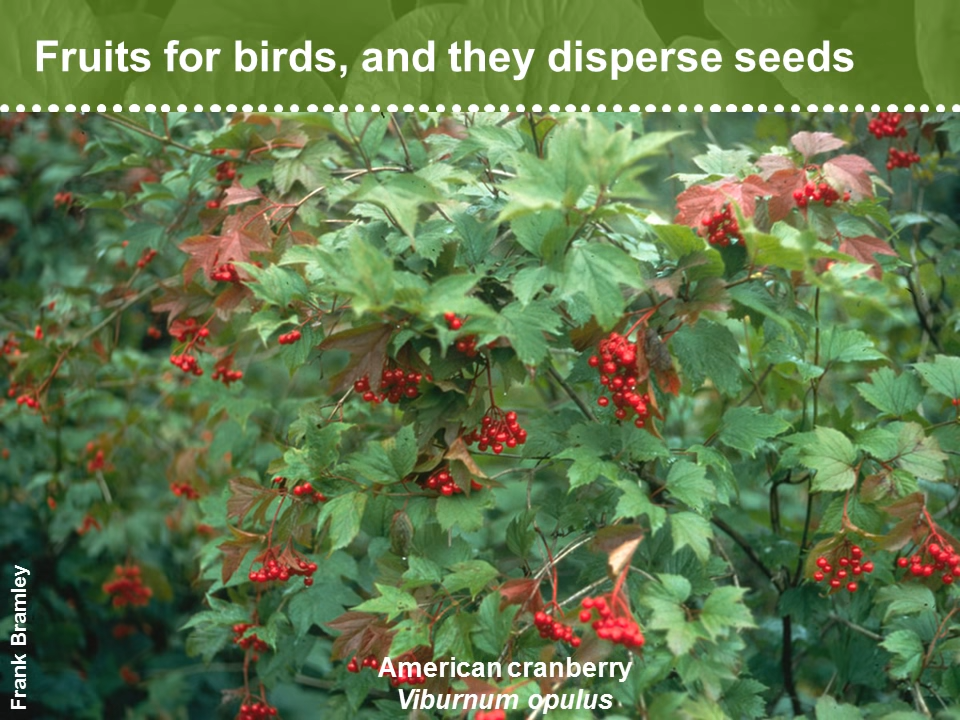 Fruits for birds, and they disperse seeds
Frank Bramley
American cranberry
Viburnum opulus